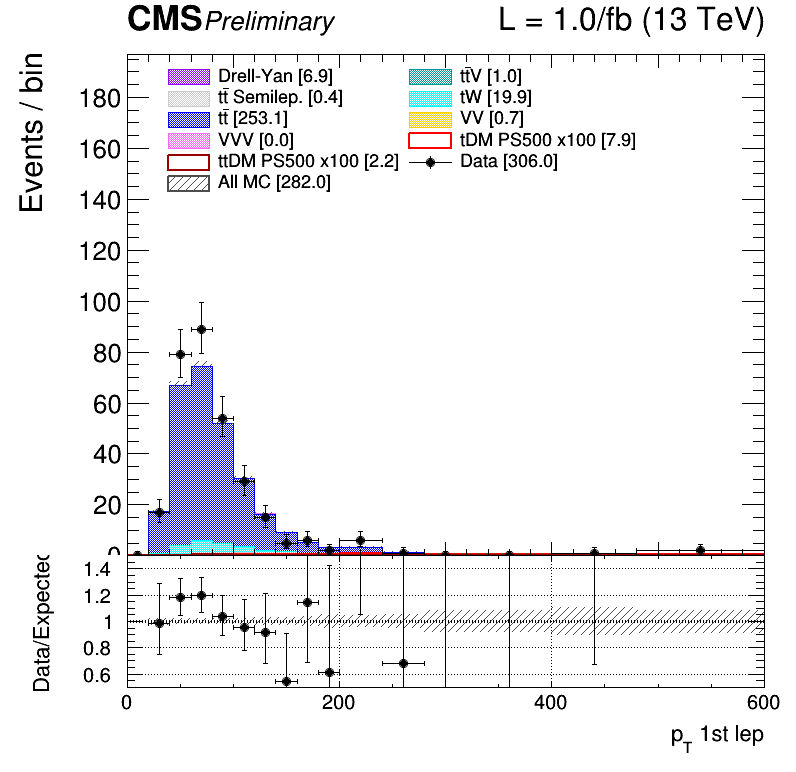 CMS Preliminary L = 1.0/fb (13 TeV)
Events / bin
180
160
140
120
100
80
60
40
20
0
Drell-Yan [6.9] tt̄V [1.0]
tt̄ Semilep. [0.4] tW [19.9]
tt̄ [253.1] VV [0.7]
VVV [0.0] tDM PS500 x100 [7.9]
ttDM PS500 x100 [2.2] Data [306.0]
All MC [282.0]
Data/Expected
1.4
1.2
1
0.8
0.6
0 200 400 600
p_T 1st lep